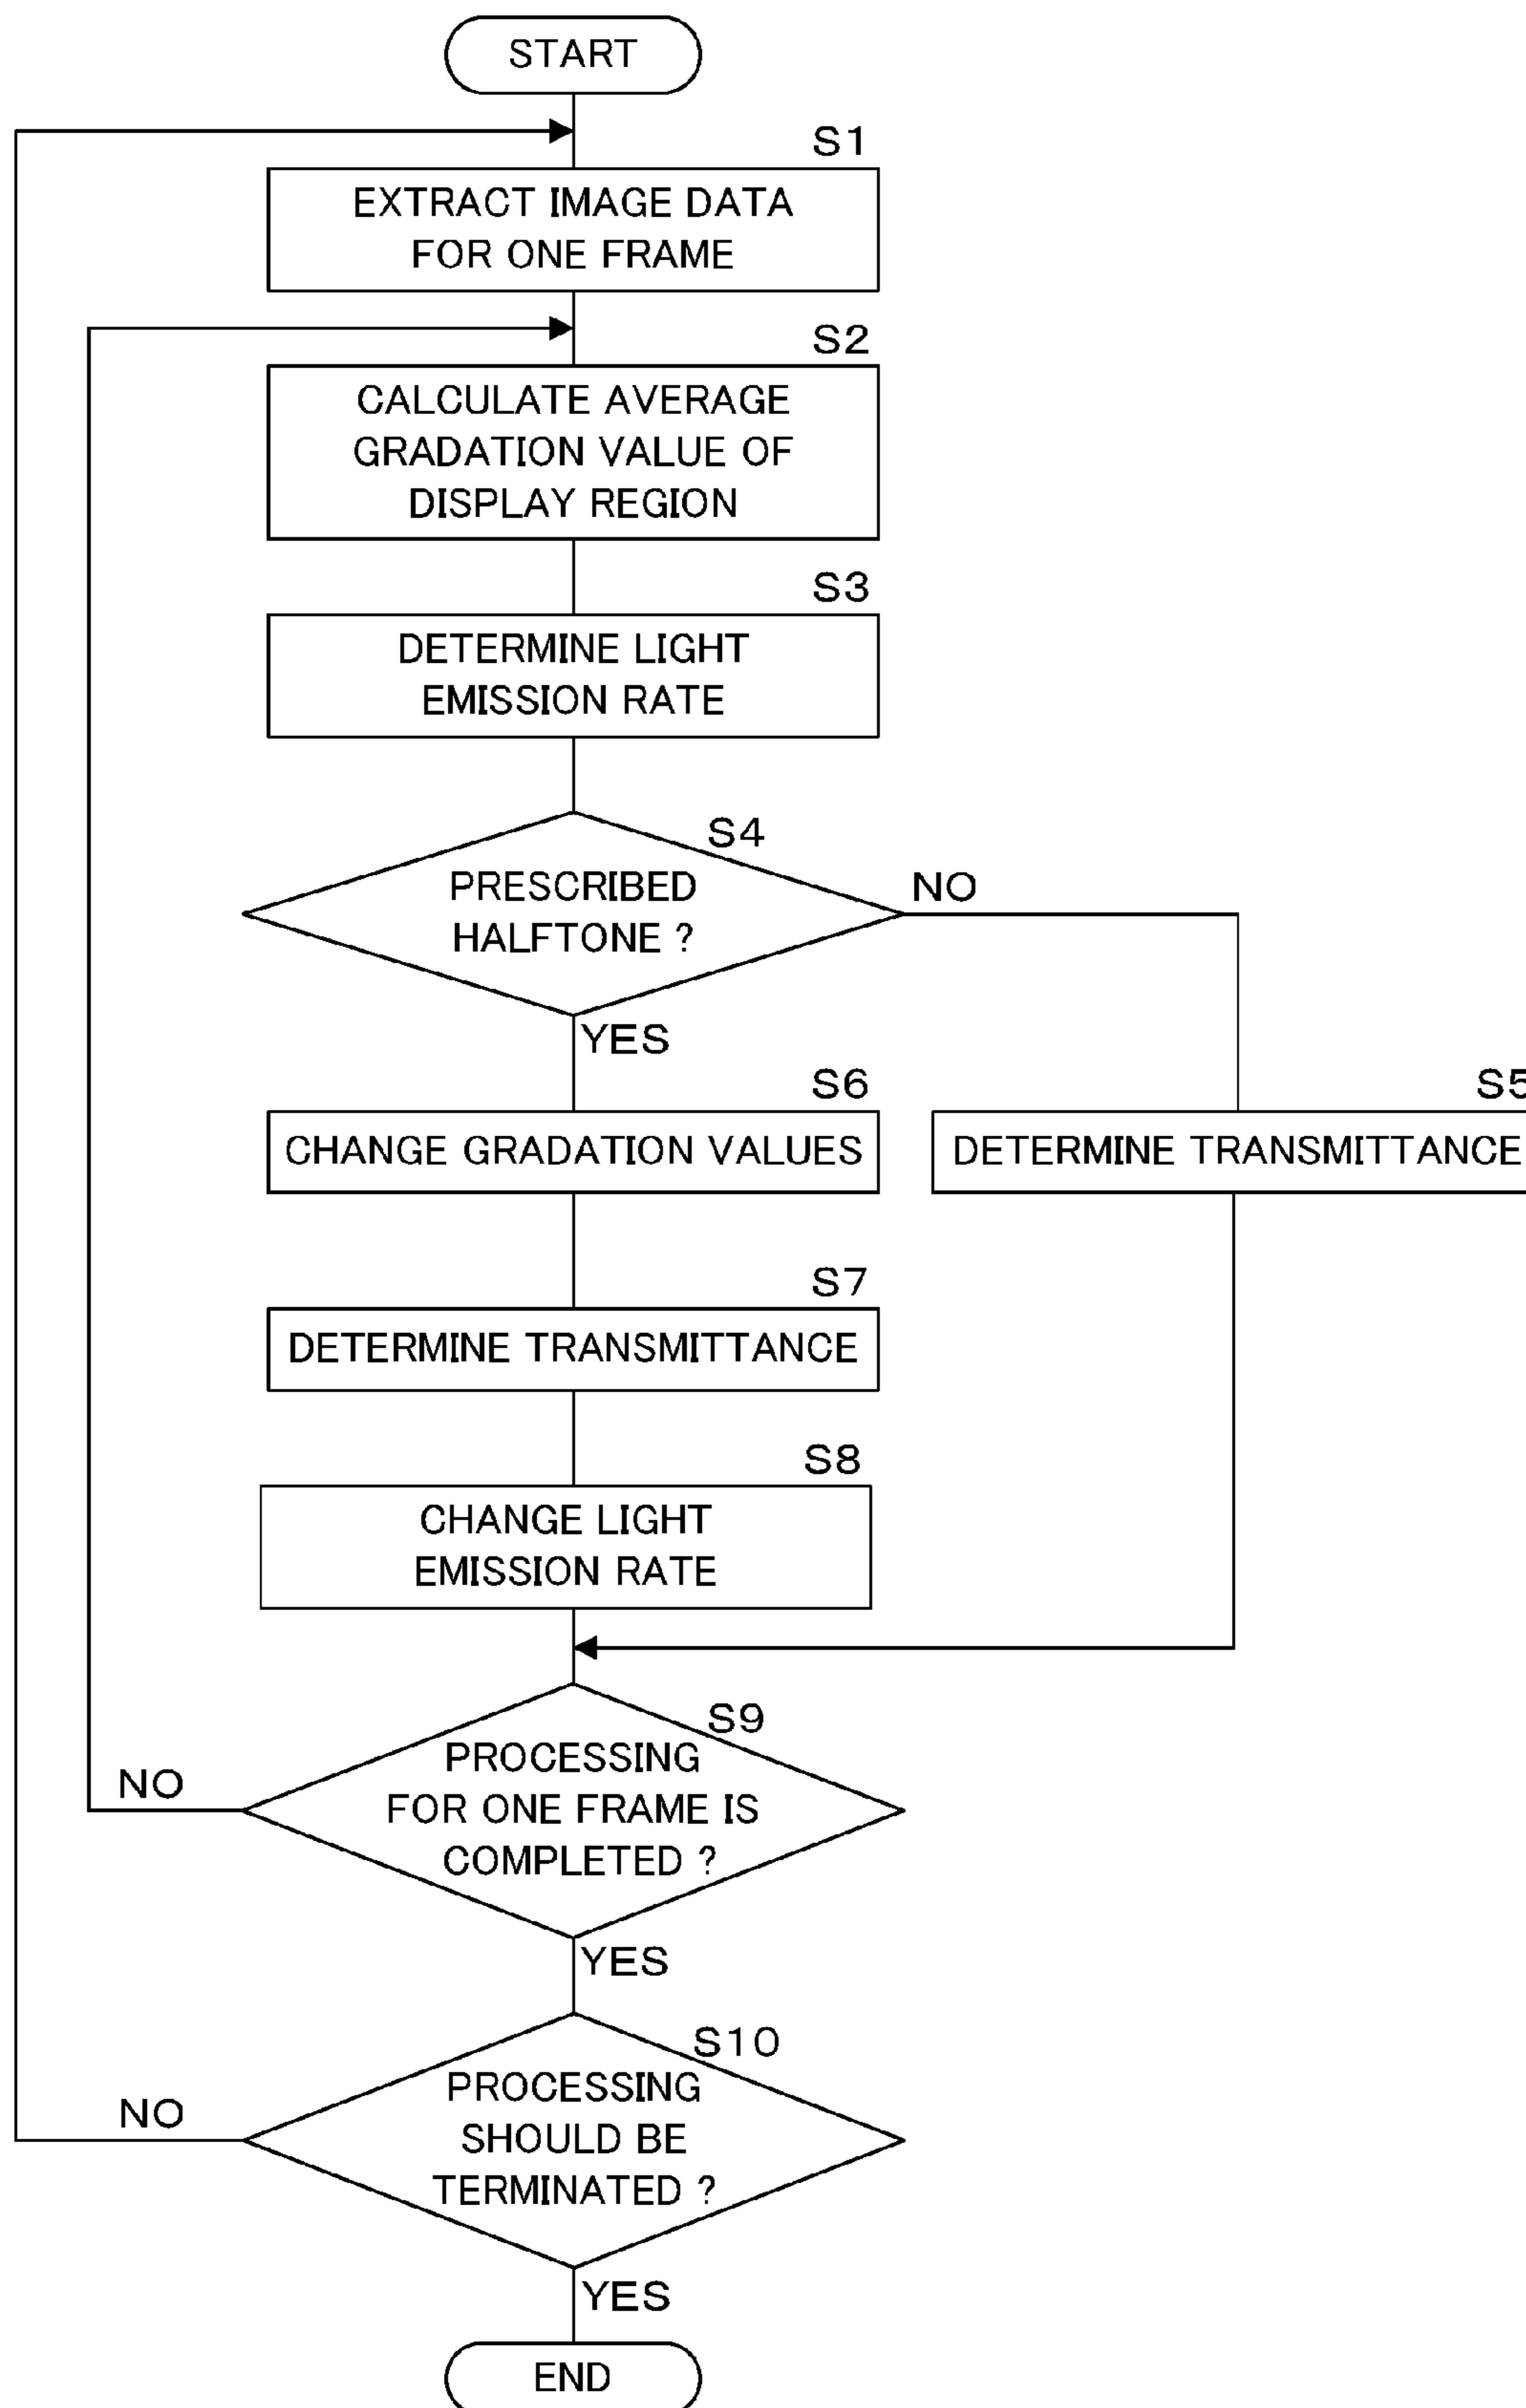 START
S1
EXTRACT IMAGE DATA
FOR ONE FRAME
S2
CALCULATE AVERAGE
GRADATION VALUE OF
DISPLAY REGION
S3
DETERMINE LIGHT
EMISSION RATE
S4
PRESCRIBED
HALFTONE ?
NO
YES
S6
CHANGE GRADATION VALUES
S5
DETERMINE TRANSMITTANCE
S7
DETERMINE TRANSMITTANCE
S8
CHANGE LIGHT
EMISSION RATE
S9
PROCESSING
FOR ONE FRAME IS
COMPLETED ?
NO
YES
S10
PROCESSING
SHOULD BE
TERMINATED ?
NO
YES
END